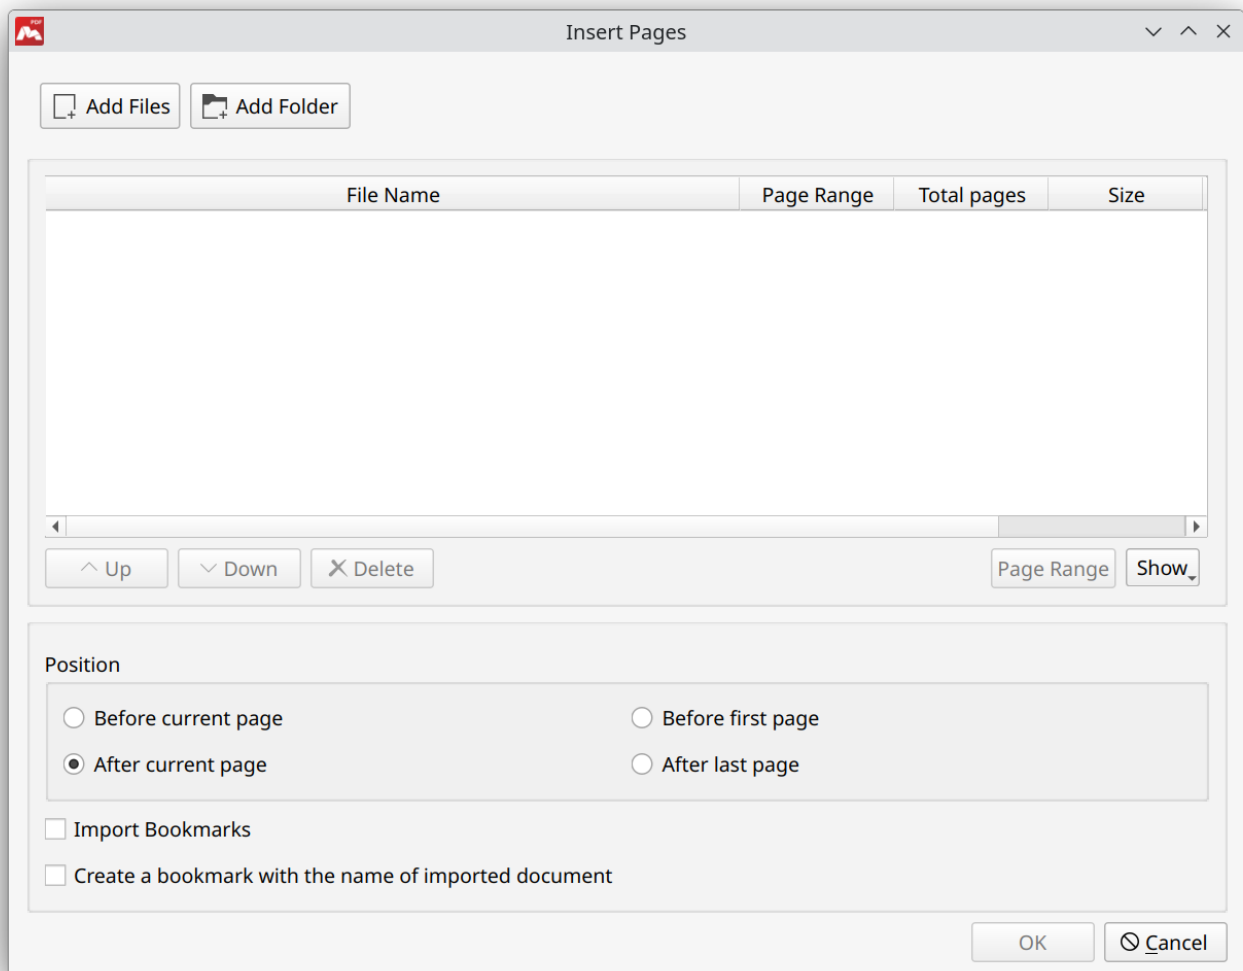 PDF
Insert Pages
Add Files Add Folder
File Name Page Range Total pages Size
Up Down Delete Page Range Show
Position
Before current page Before first page
After current page After last page
Import Bookmarks
Create a bookmark with the name of imported document
OK Cancel